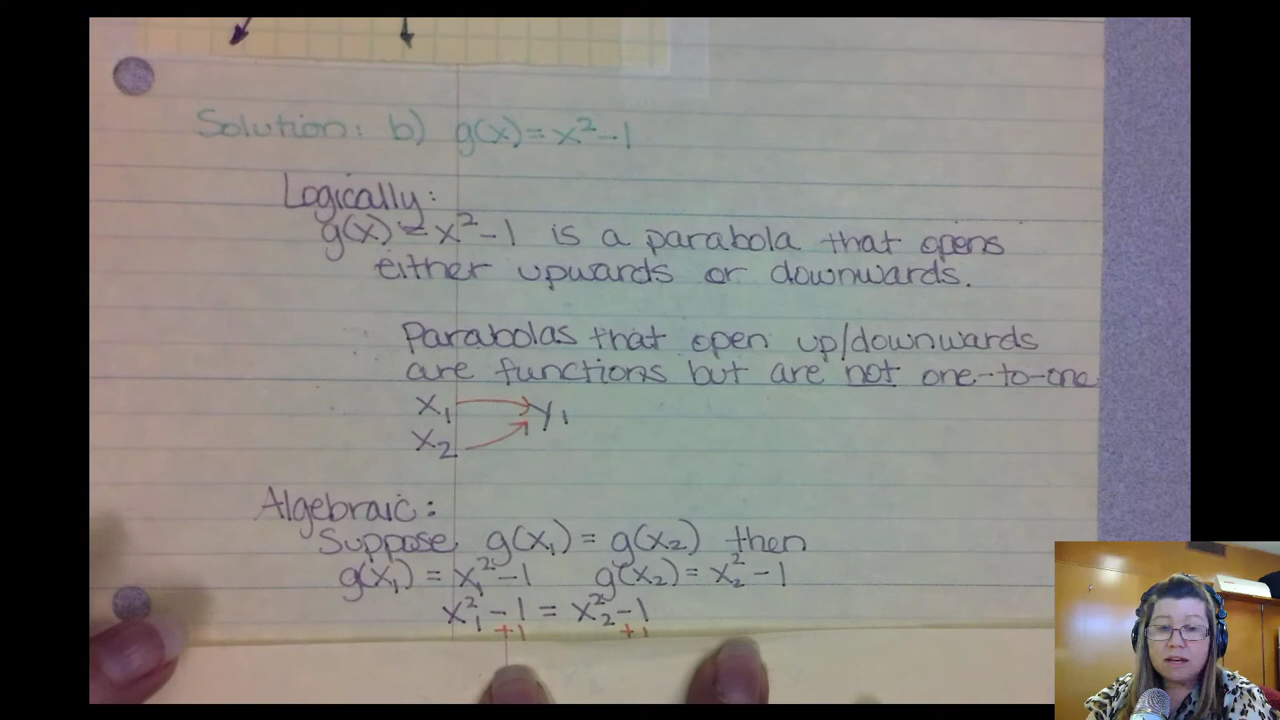 Solution: b) g(x) = x² - 1
Logically:
g(x) = x² - 1 is a parabola that opens
either upwards or downwards.
Parabolas that open up/downwards
are functions but are not one-to-one
x₁ → y₁
x₂ →
Algebraic:
Suppose g(x₁) = g(x₂) then
g(x₁) = x₁² - 1 g(x₂) = x₂² - 1
x₁² - 1 = x₂² - 1
+1 +1